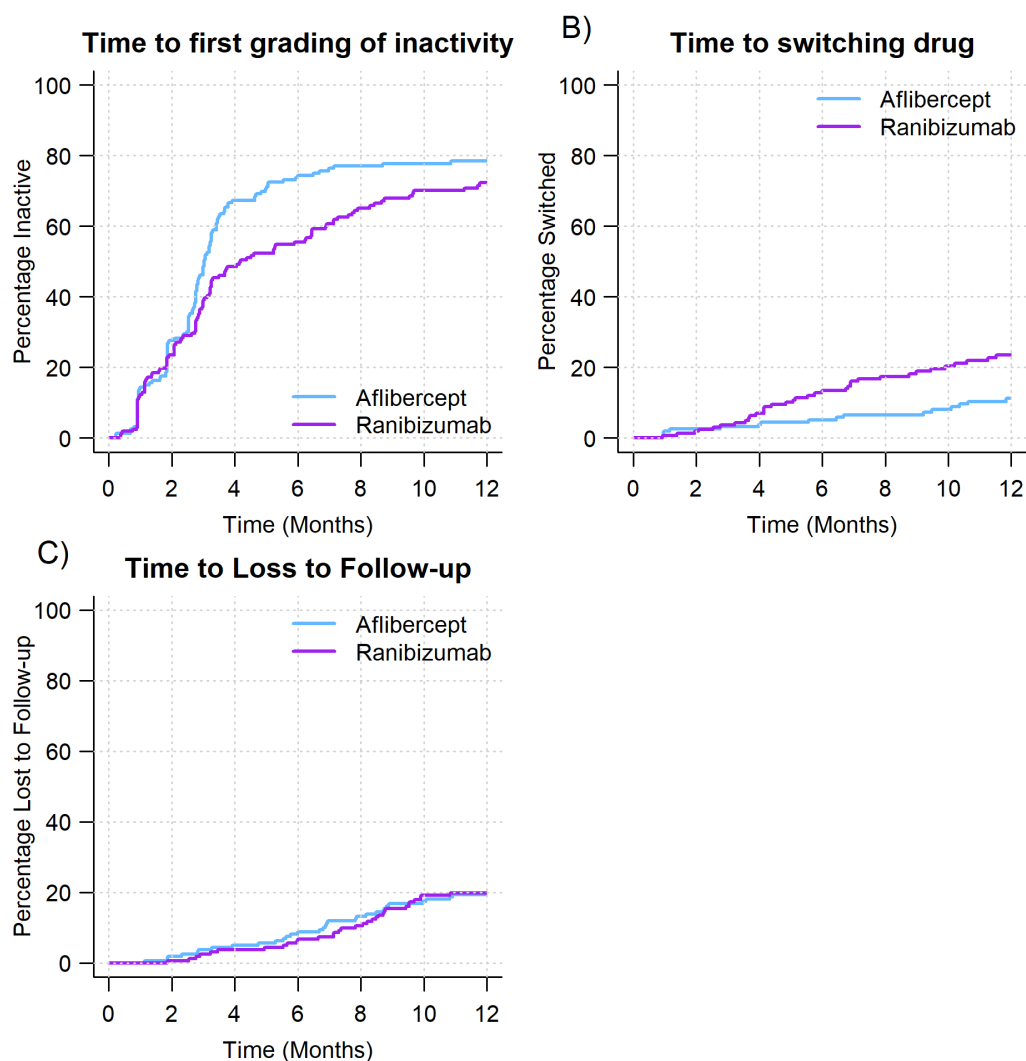 Time to first grading of inactivity
Percentage Inactive
100
80
60
40
20
0
Aflibercept
Ranibizumab
0 2 4 6 8 10 12
Time (Months)
B)
Time to switching drug
Percentage Switched
100
80
60
40
20
0
Aflibercept
Ranibizumab
0 2 4 6 8 10 12
Time (Months)
C)
Time to Loss to Follow-up
Percentage Lost to Follow-up
100
80
60
40
20
0
Aflibercept
Ranibizumab
0 2 4 6 8 10 12
Time (Months)